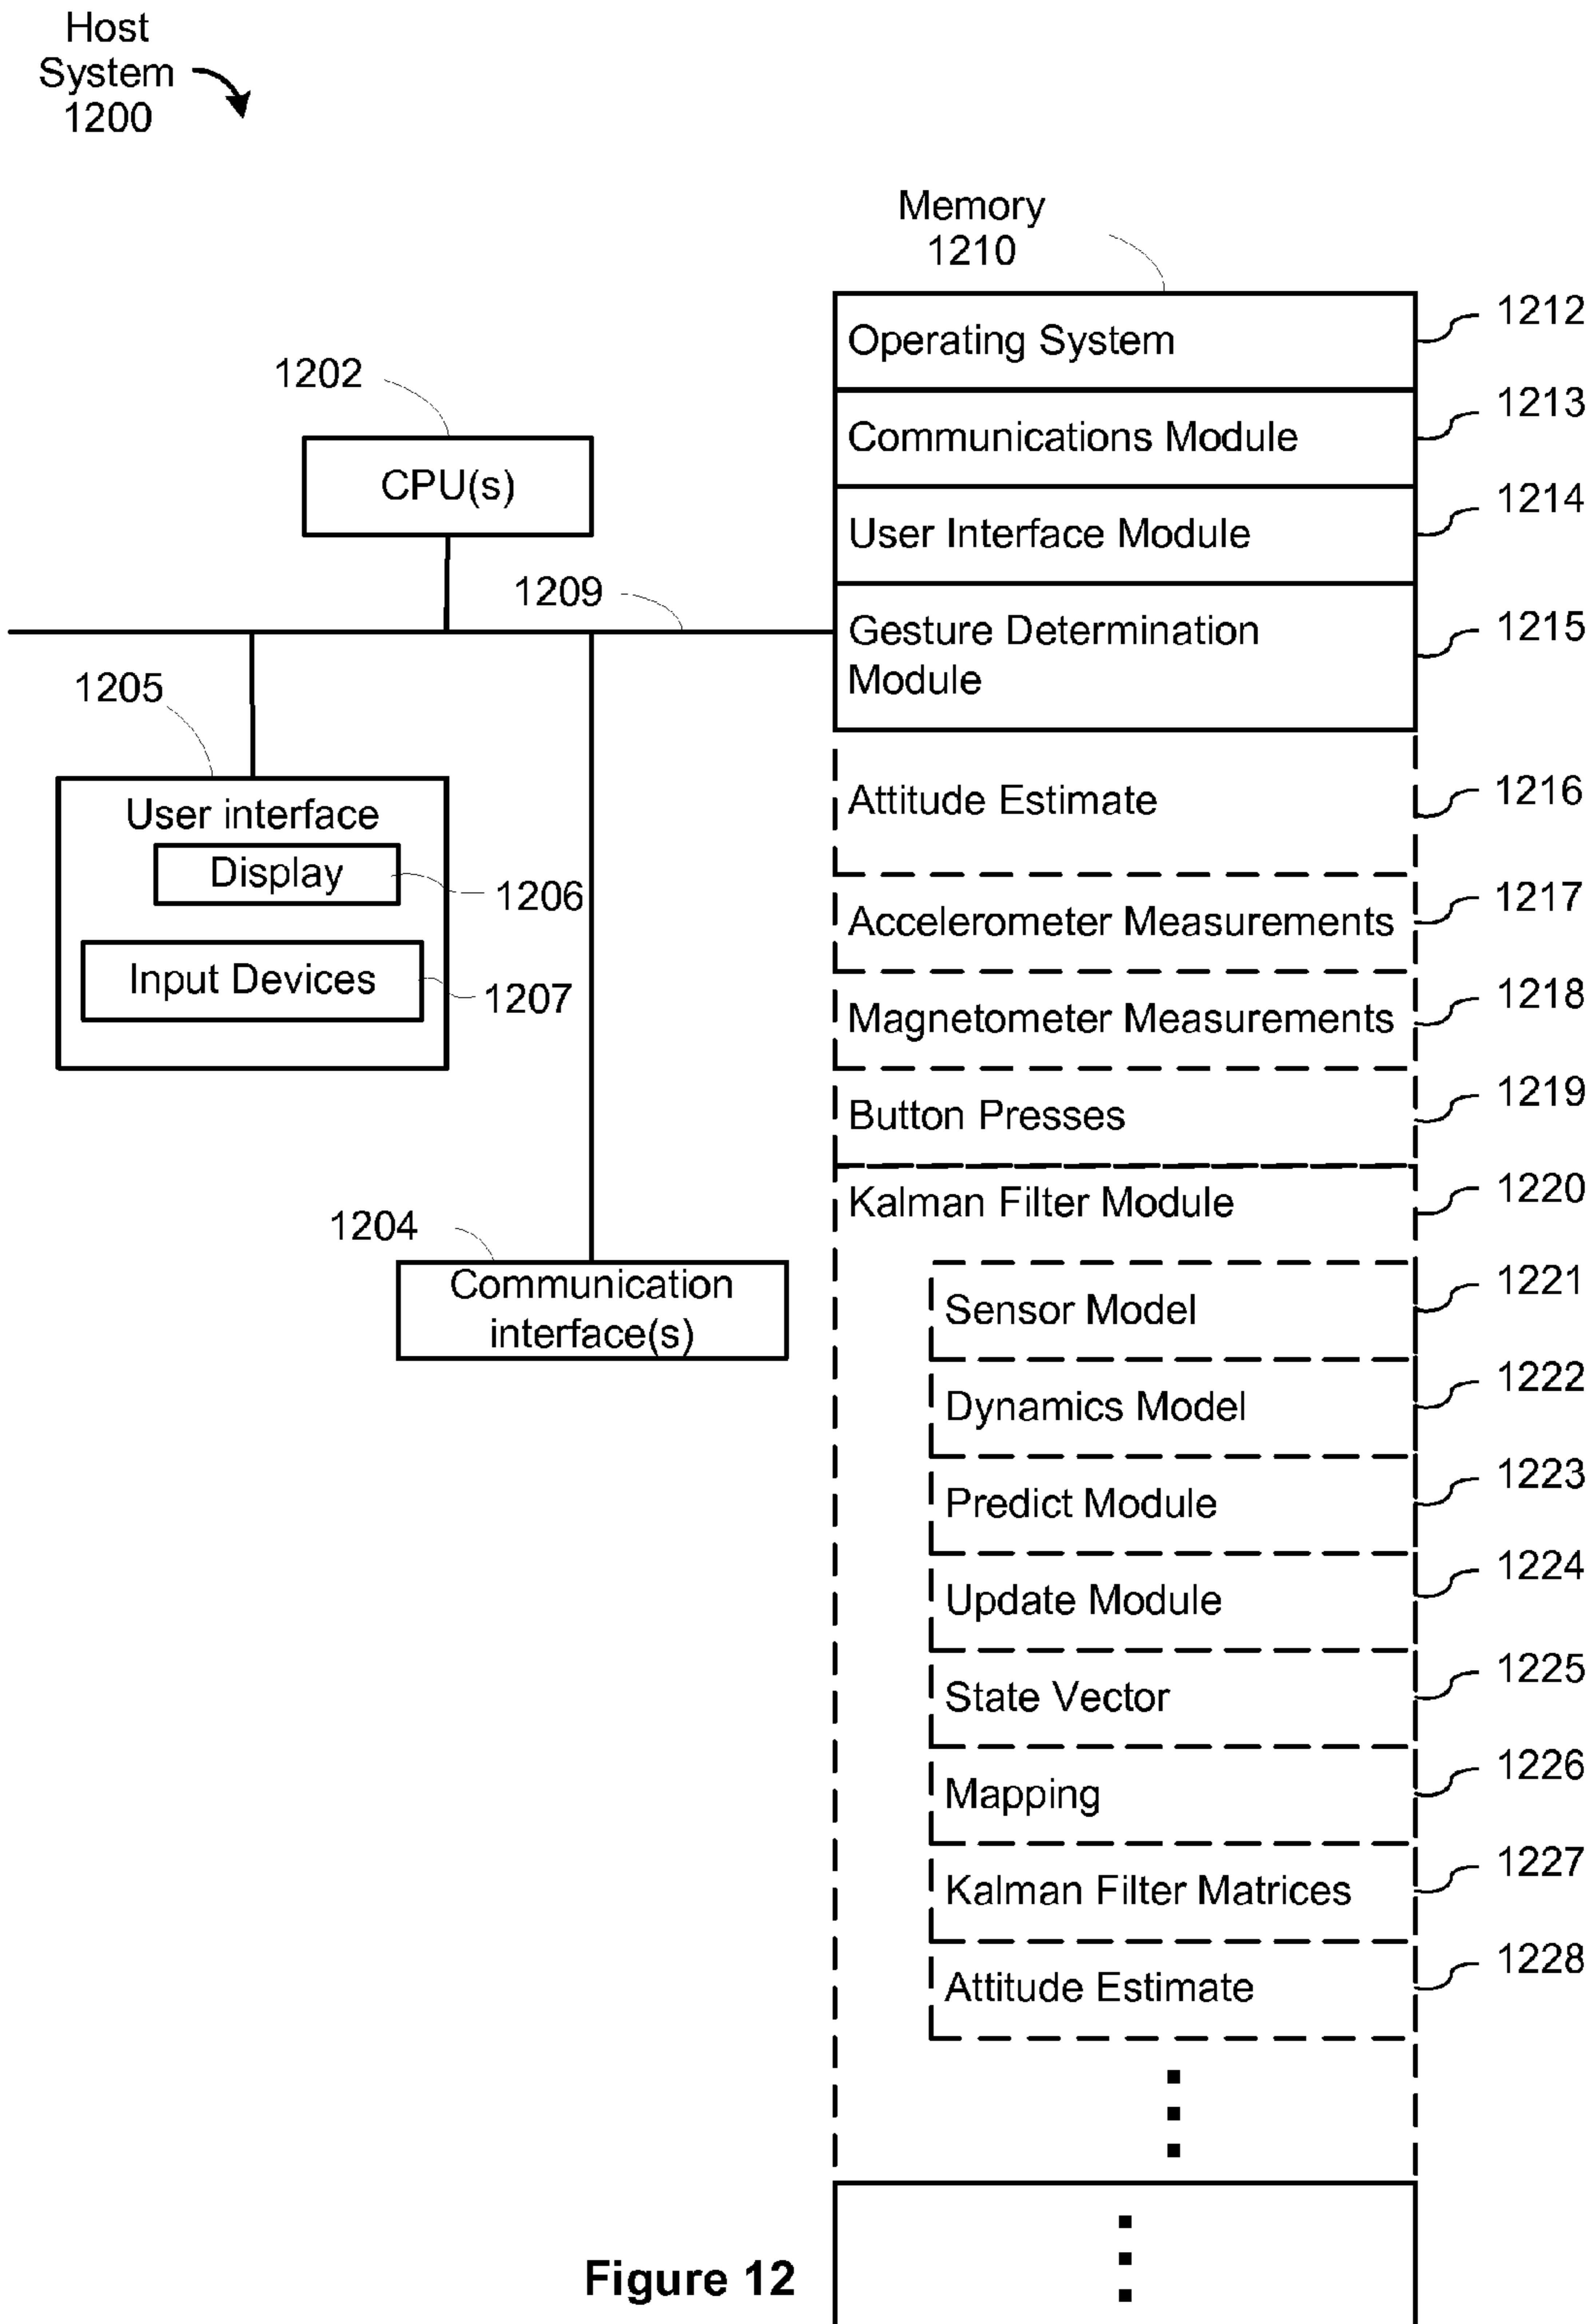 Host
System
1200
Memory
1210
Operating System
1212
Communications Module
1213
User Interface Module
1214
Gesture Determination
Module
1215
Attitude Estimate
1216
Accelerometer Measurements
1217
Magnetometer Measurements
1218
Button Presses
1219
Kalman Filter Module
1220
Sensor Model
1221
Dynamics Model
1222
Predict Module
1223
Update Module
1224
State Vector
1225
Mapping
1226
Kalman Filter Matrices
1227
Attitude Estimate
1228
1202
CPU(s)
1209
1205
User interface
Display
1206
Input Devices
1207
1204
Communication
interface(s)
Figure 12